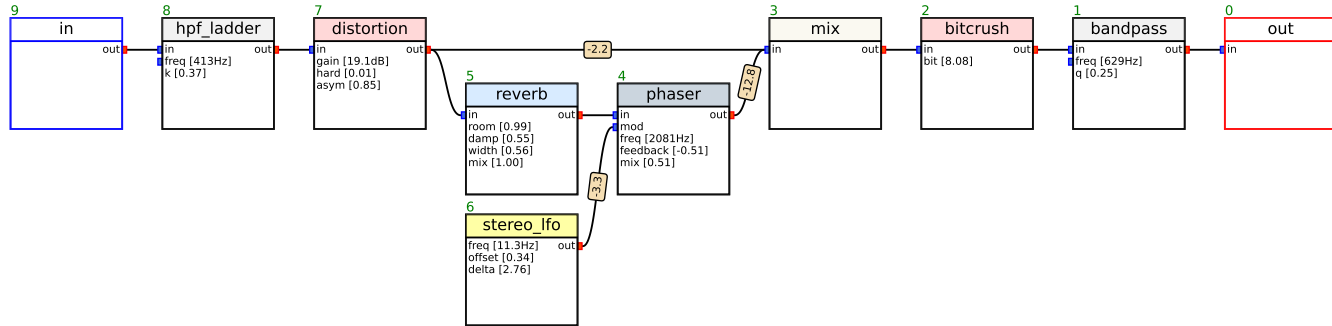 9
in
out
8
hpf_ladder
in
out
freq [413Hz]
k [0.37]
7
distortion
in
out
gain [19.1dB]
hard [0.01]
asym [0.85]
-2.2
5
reverb
in
out
room [0.99]
damp [0.55]
width [0.56]
mix [1.00]
4
phaser
in
out
mod
freq [2081Hz]
feedback [-0.51]
mix [0.51]
-12.8
6
stereo_lfo
freq [11.3Hz]
out
offset [0.34]
delta [2.76]
-3.3
3
mix
in
out
2
bitcrush
in
out
bit [8.08]
1
bandpass
in
out
freq [629Hz]
q [0.25]
0
out
in